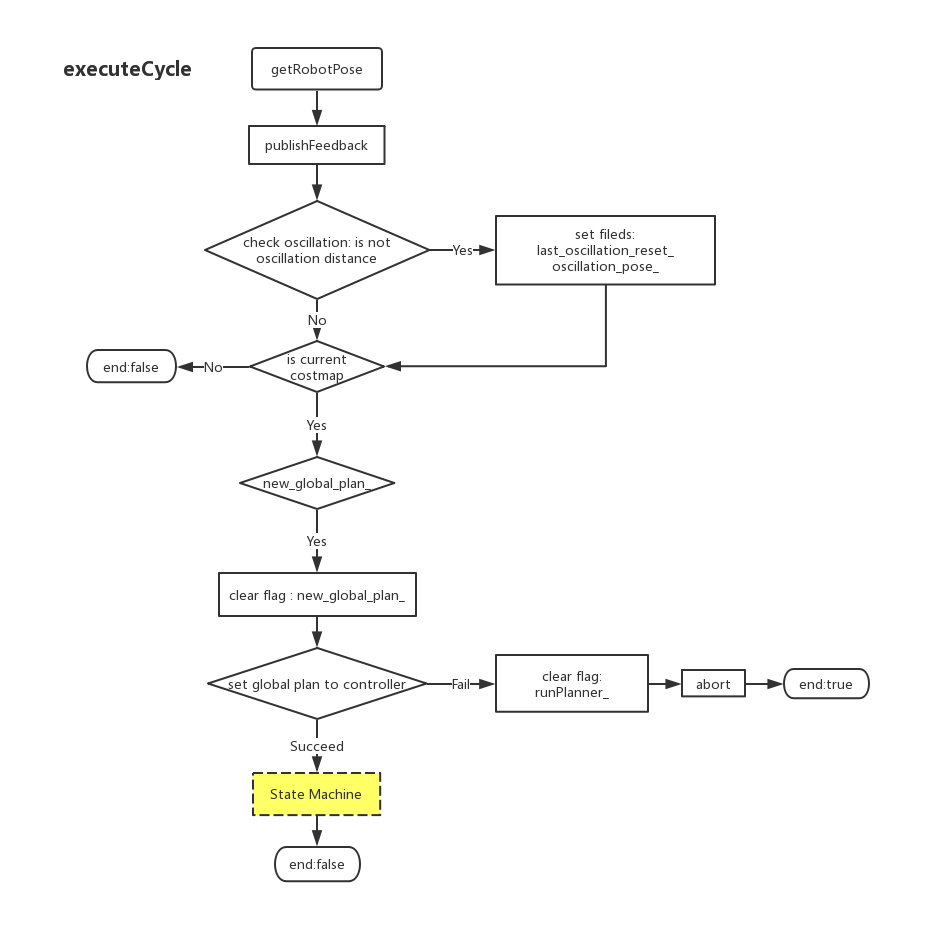 executeCycle
getRobotPose
publishFeedback
check oscillation: is not
oscillation distance
Yes
set fileds:
last_oscillation_reset_
oscillation_pose_
No
is current
costmap
No
end:false
Yes
new_global_plan_
Yes
clear flag : new_global_plan_
set global plan to controller
Fail
clear flag:
runPlanner_
abort
end:true
Succeed
State Machine
end:false